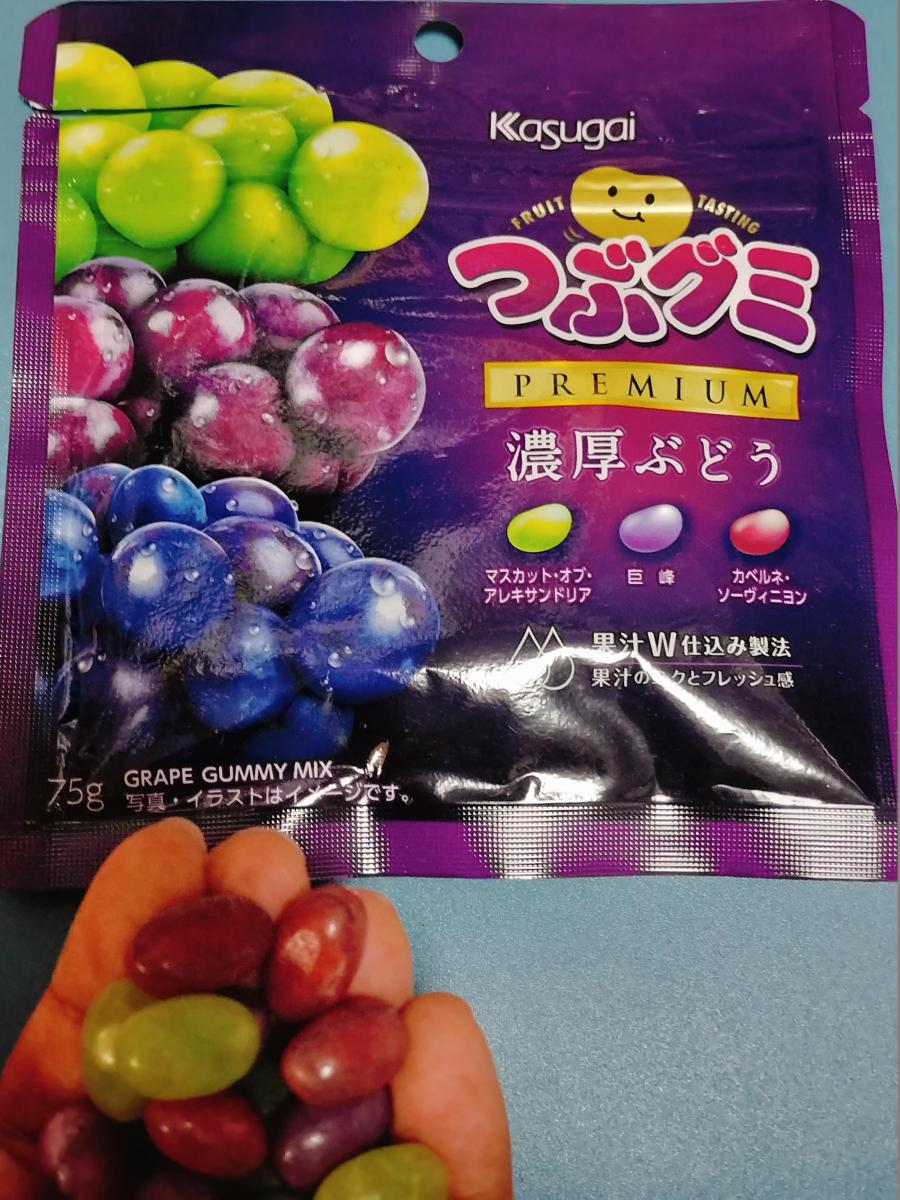 Kasugai
FRUIT TASTING
つぶグミ
PREMIUM
濃厚ぶどう
マスカット・オブ・
アレキサンドリア
巨峰
カベルネ・
ソーヴィニヨン
果汁W仕込み製法
果汁のコクとフレッシュ感
75g
GRAPE GUMMY MIX
写真・イラストはイメージです。